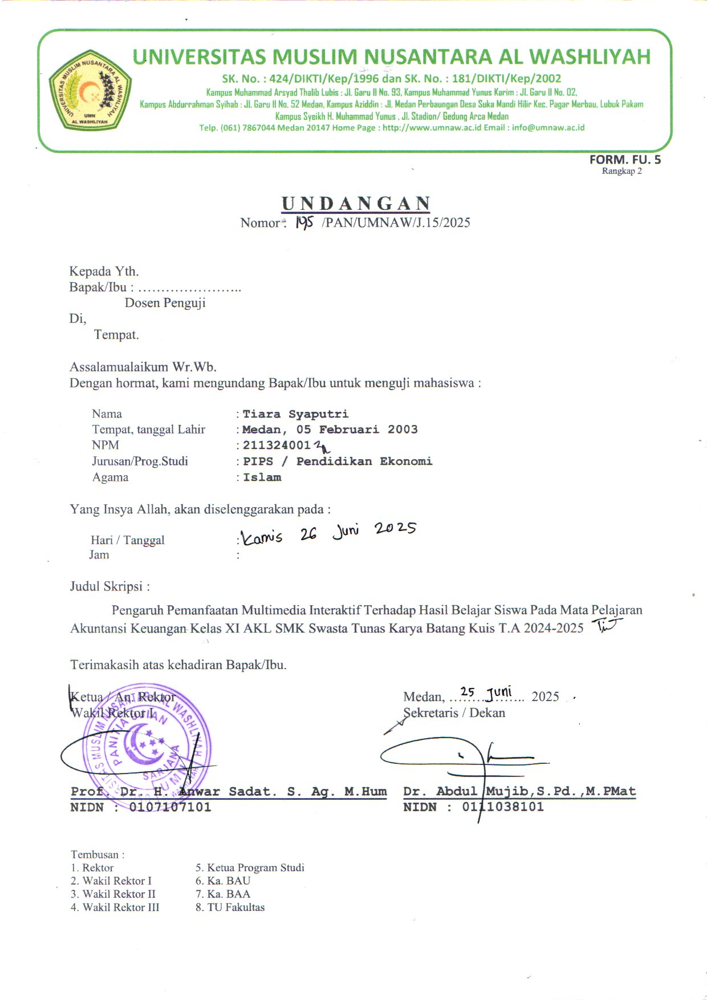 UNIVERSITAS MUSLIM NUSANTARA AL WASHLIYAH
SK. No. : 424/DIKTI/Kep/1996 dan SK. No. : 181/DIKTI/Kep/2002
Kampus Muhammad Arsyad Thalib Lubis : Jl. Garu II No. 93, Kampus Muhammad Yunus Karim : Jl. Garu II No. 02,
Kampus Abdurrahman Syihab : Jl. Garu II No. 52 Medan, Kampus Aziddin : Jl. Medan Perbaungan Desa Suka Mandi Hilir Kec. Pagar Merbau, Lubuk Pakam
Kampus Syeikh H. Muhammad Yunus , Jl. Stadion/ Gedung Arca Medan
Telp. (061) 7867044 Medan 20147 Home Page : http://www.umnaw.ac.id Email : info@umnaw.ac.id
UNIVERSITAS MUSLIM NUSANTARA AL WASHLIYAH
UMN
AL WASHLIYAH
FORM. FU. 5
Rangkap 2
UNDANGAN
Nomor : 195 /PAN/UMNAW/J.15/2025
Kepada Yth.
Bapak/Ibu : …………………..
Dosen Penguji
Di,
Tempat.
Assalamualaikum Wr.Wb.
Dengan hormat, kami mengundang Bapak/Ibu untuk menguji mahasiswa :
Nama : Tiara Syaputri
Tempat, tanggal Lahir : Medan, 05 Februari 2003
NPM : 211324001
Jurusan/Prog.Studi : PIPS / Pendidikan Ekonomi
Agama : Islam
Yang Insya Allah, akan diselenggarakan pada :
Hari / Tanggal : Kamis 26 Juni 2025
Jam :
Judul Skripsi :
Pengaruh Pemanfaatan Multimedia Interaktif Terhadap Hasil Belajar Siswa Pada Mata Pelajaran
Akuntansi Keuangan Kelas XI AKL SMK Swasta Tunas Karya Batang Kuis T.A 2024-2025
Terimakasih atas kehadiran Bapak/Ibu.
Ketua / An. Rektor
Wakil Rektor I
PANITIA UJIAN
SARJANA
UMN
Medan, ... 25 Juni ... 2025
Sekretaris / Dekan
Prof. Dr. H. Anwar Sadat. S. Ag. M.Hum
NIDN : 0107107101
Dr. Abdul Mujib,S.Pd.,M.PMat
NIDN : 0111038101
Tembusan :
1. Rektor
2. Wakil Rektor I
3. Wakil Rektor II
4. Wakil Rektor III
5. Ketua Program Studi
6. Ka. BAU
7. Ka. BAA
8. TU Fakultas